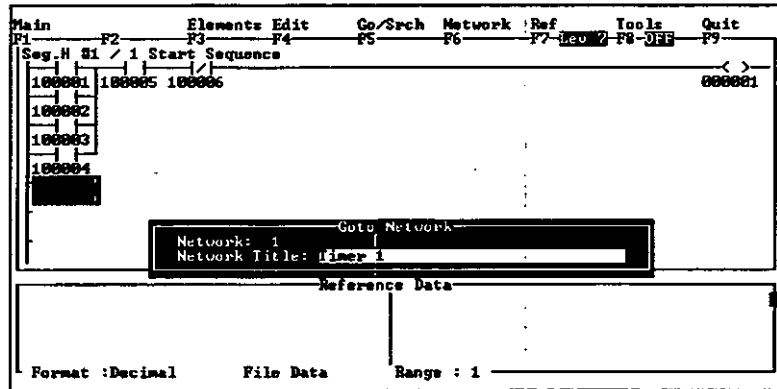 Main Elements Edit Go/Srch Network Ref Tools Quit
F1 F2 F3 F4 F5 F6 F7-Lev 7 F8-OFF F9
Seg.H #1 / 1 Start Sequence
100001 100005 100006 000001
100002
100003
100004
Goto Network
Network: 1
Network Title: Timer 1
Reference Data
Format :Decimal File Data Range : 1